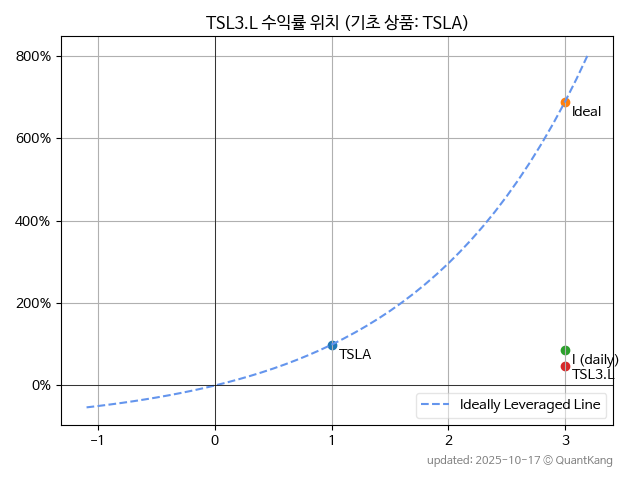 TSL3.L 수익률 위치 (기초 상품: TSLA)
800%
600%
400%
200%
0%
Ideal
TSLA
I (daily)
TSL3.L
Ideally Leveraged Line
−1
0
1
2
3
updated: 2025-10-17 © QuantKang